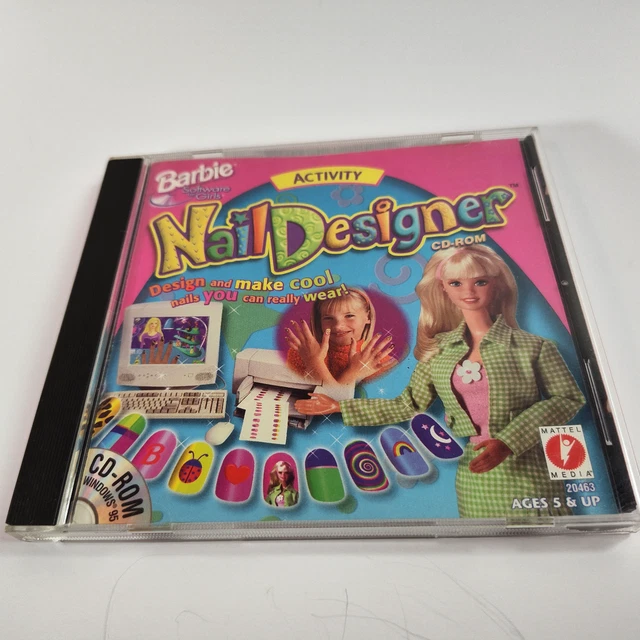 Barbie
Software for Girls
ACTIVITY
Nail Designer™
CD-ROM
Design and make cool
nails you can really wear!
B
CD-ROM
WINDOWS® 95
MATTEL
MEDIA®
20463
AGES 5 & UP